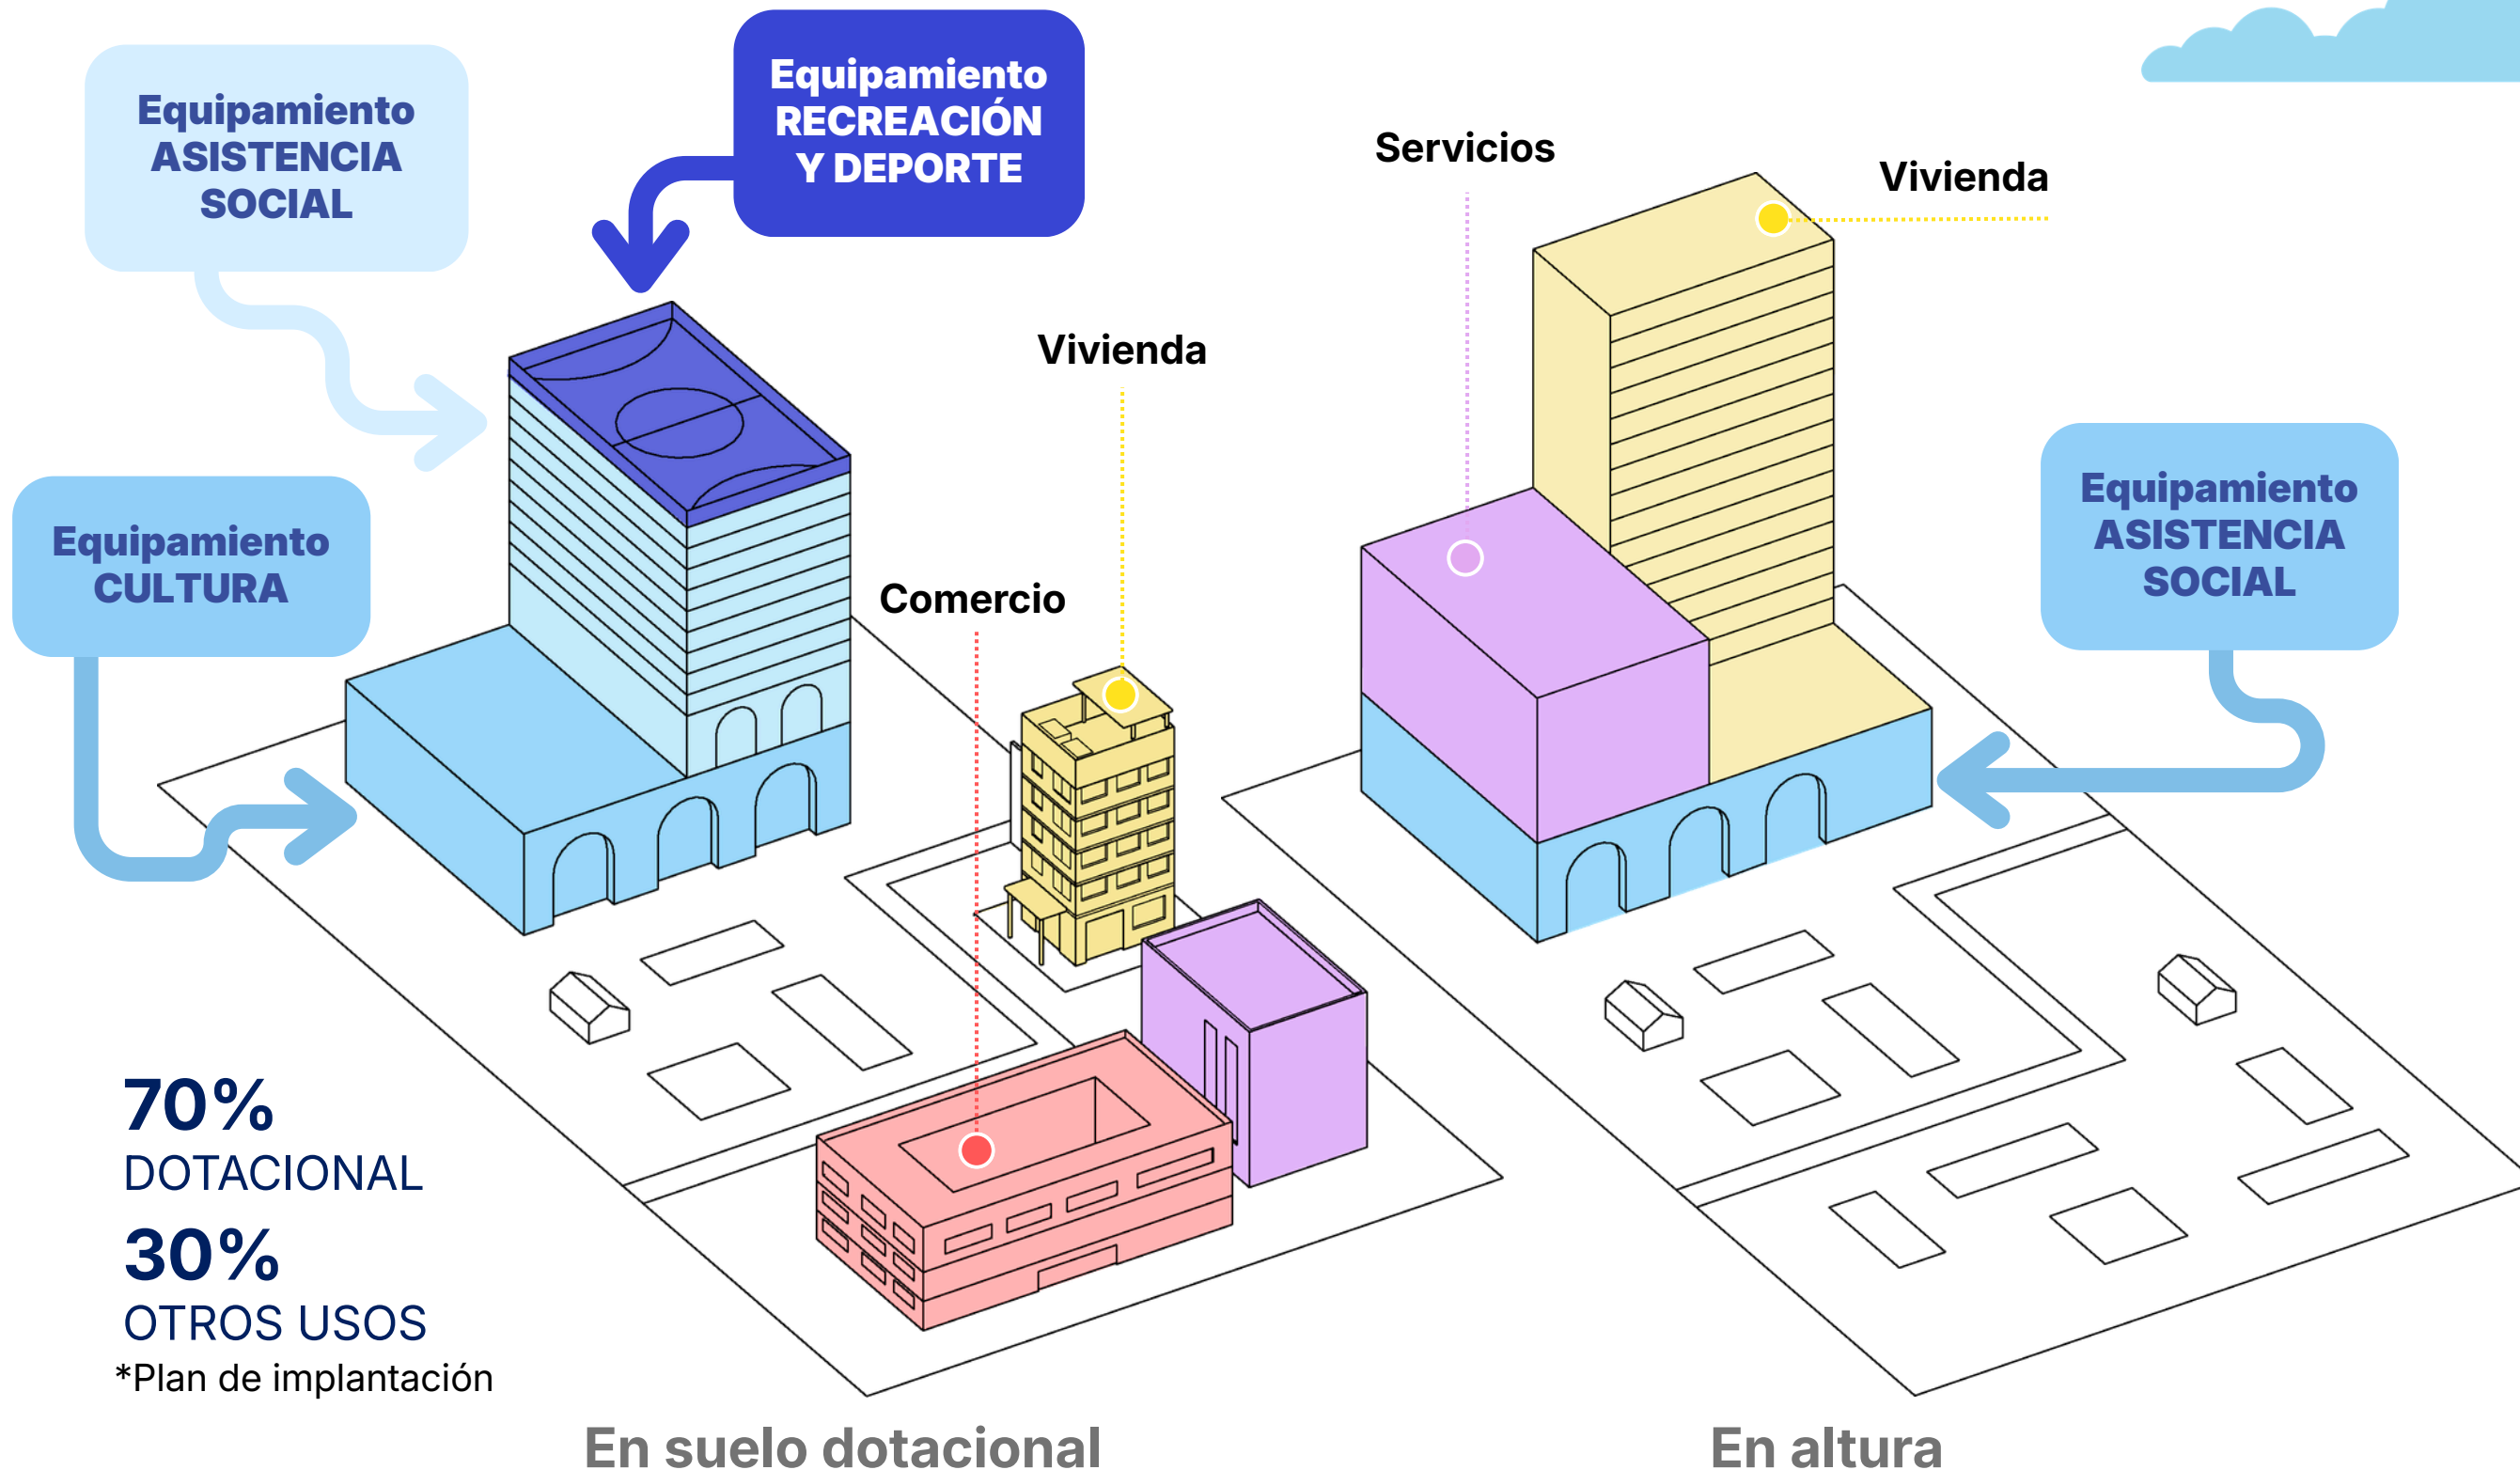 Equipamiento
ASISTENCIA
SOCIAL
Equipamiento
RECREACIÓN
Y DEPORTE
Servicios
Vivienda
Vivienda
Equipamiento
CULTURA
Comercio
Equipamiento
ASISTENCIA
SOCIAL
70%
DOTACIONAL
30%
OTROS USOS
*Plan de implantación
En suelo dotacional
En altura